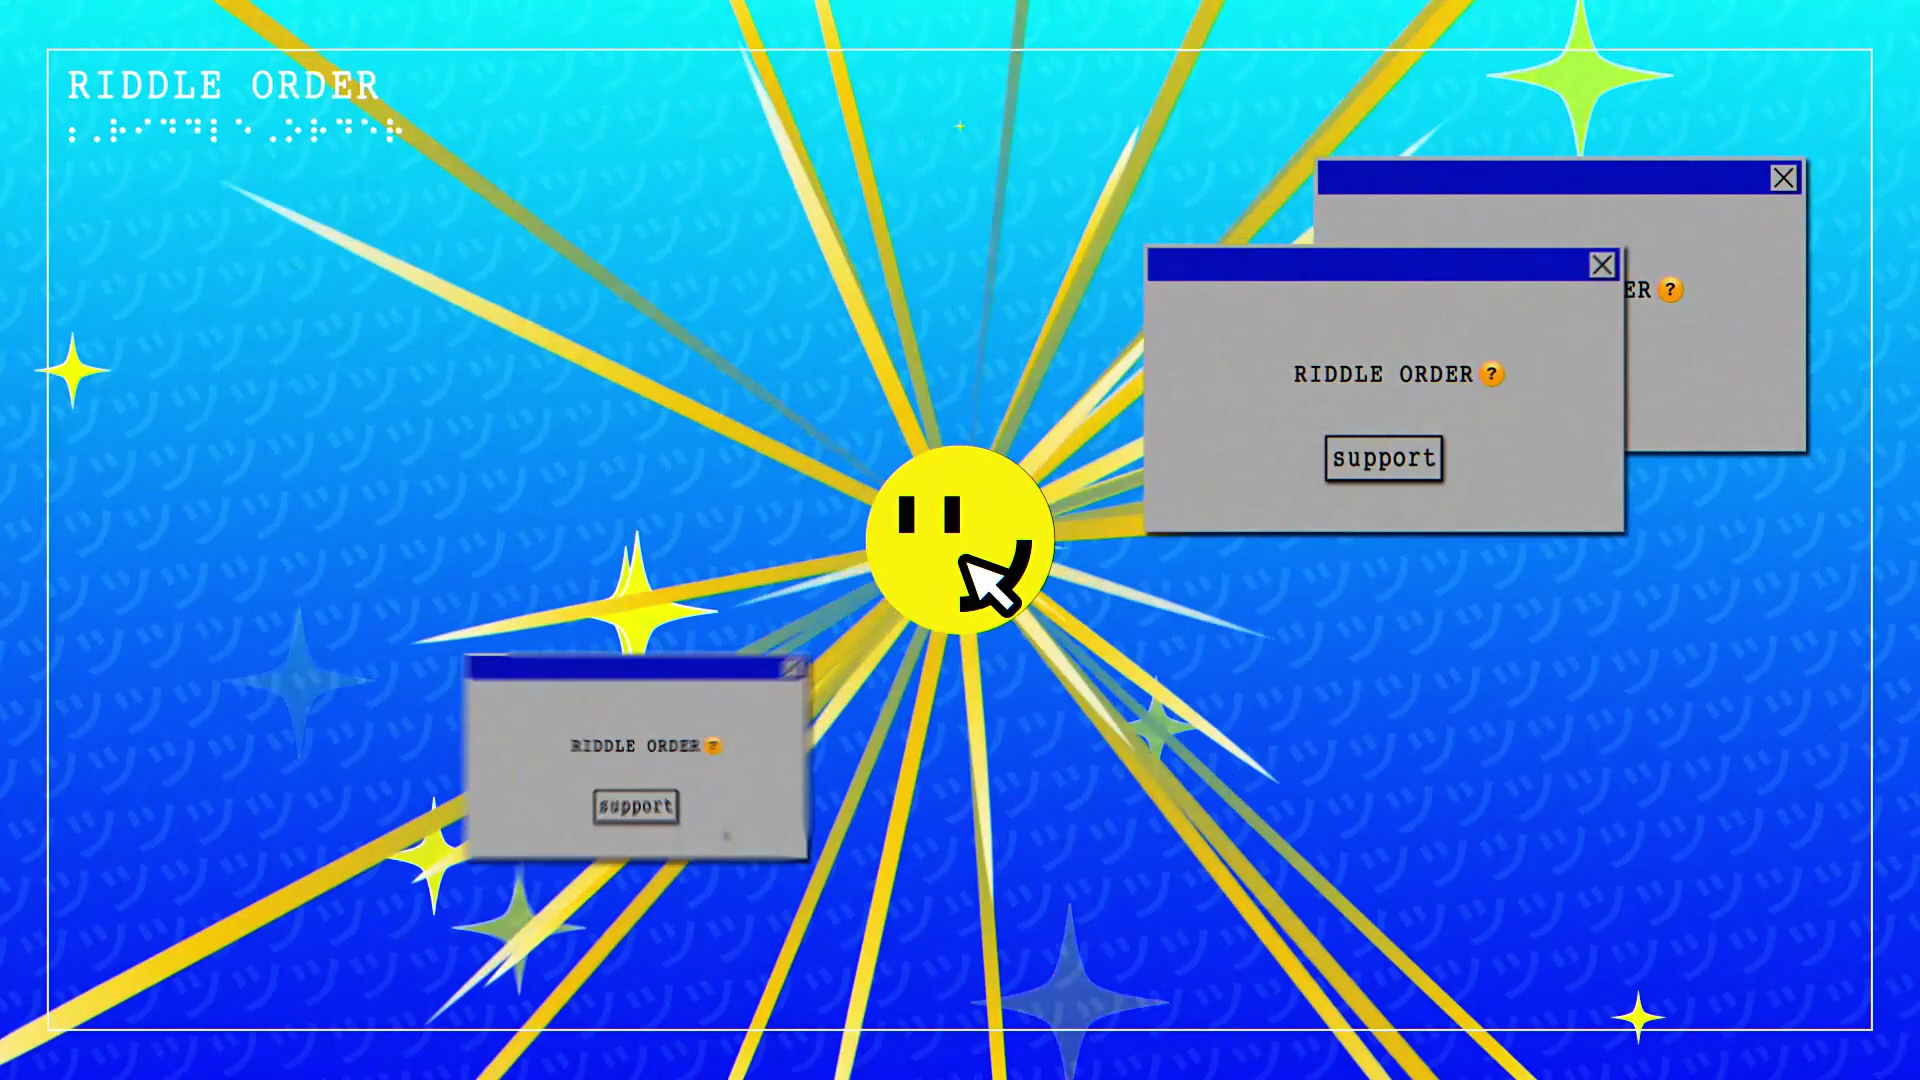 RIDDLE ORDER
⠆⠠⠗⠊⠙⠙⠇⠑⠠⠕⠗⠙⠑⠗
ER?
RIDDLE ORDER?
support
RIDDLE ORDER?
support